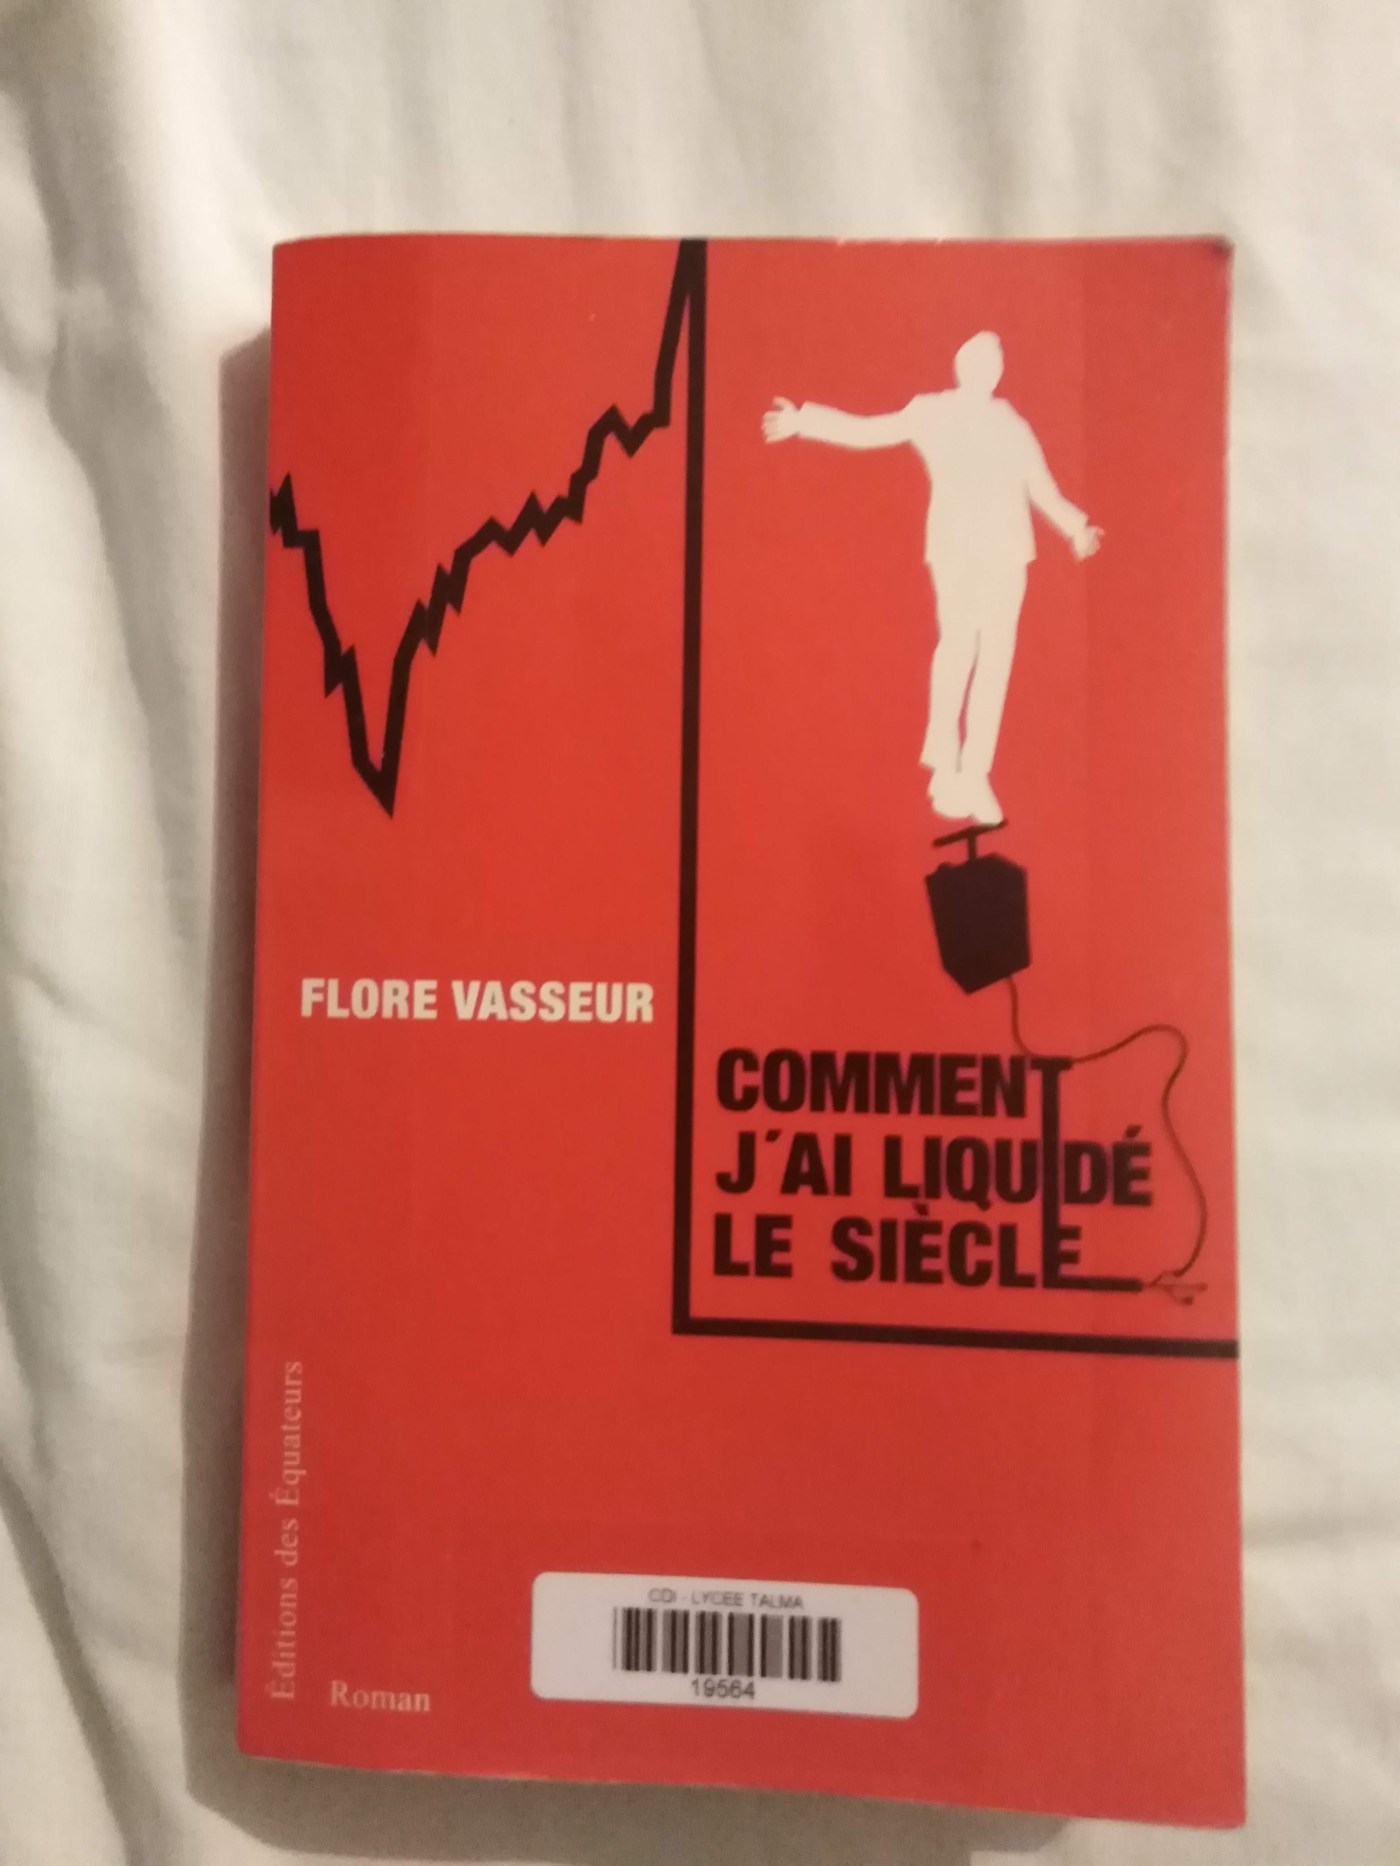 FLORE VASSEUR
COMMENT
J'AI LIQUIDÉ
LE SIÈCLE
Éditions des Équateurs
Roman
CDI - LYCEE TALMA
19564